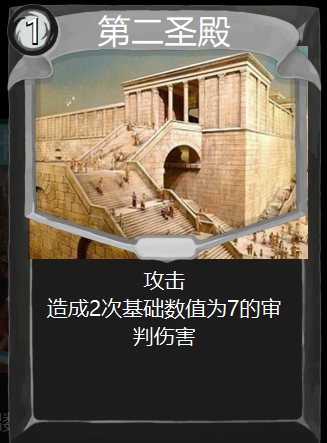 1
第二圣殿
攻击
造成2次基础数值为7的审
判伤害